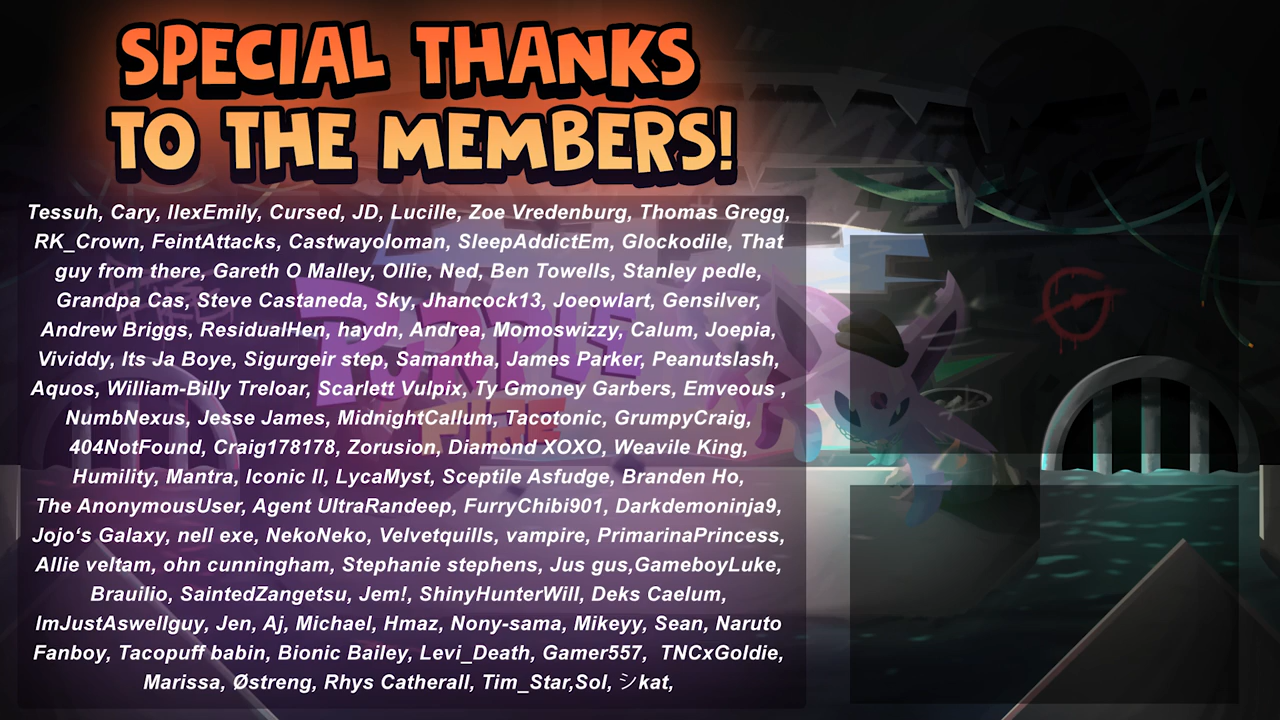 SPECIAL THANKS
TO THE MEMBERS!
Tessuh, Cary, IlexEmily, Cursed, JD, Lucille, Zoe Vredenburg, Thomas Gregg,
RK_Crown, FeintAttacks, Castwayoloman, SleepAddictEm, Glockodile, That
guy from there, Gareth O Malley, Ollie, Ned, Ben Towells, Stanley pedle,
Grandpa Cas, Steve Castaneda, Sky, Jhancock13, Joeowlart, Gensilver,
Andrew Briggs, ResidualHen, haydn, Andrea, Momoswizzy, Calum, Joepia,
Vividdy, Its Ja Boye, Sigurgeir step, Samantha, James Parker, Peanutslash,
Aquos, William-Billy Treloar, Scarlett Vulpix, Ty Gmoney Garbers, Emveous ,
NumbNexus, Jesse James, MidnightCallum, Tacotonic, GrumpyCraig,
404NotFound, Craig178178, Zorusion, Diamond XOXO, Weavile King,
Humility, Mantra, Iconic II, LycaMyst, Sceptile Asfudge, Branden Ho,
The AnonymousUser, Agent UltraRandeep, FurryChibi901, Darkdemoninja9,
Jojo‘s Galaxy, nell exe, NekoNeko, Velvetquills, vampire, PrimarinaPrincess,
Allie veltam, ohn cunningham, Stephanie stephens, Jus gus,GameboyLuke,
Brauilio, SaintedZangetsu, Jem!, ShinyHunterWill, Deks Caelum,
ImJustAswellguy, Jen, Aj, Michael, Hmaz, Nony-sama, Mikeyy, Sean, Naruto
Fanboy, Tacopuff babin, Bionic Bailey, Levi_Death, Gamer557,  TNCxGoldie,
Marissa, Østreng, Rhys Catherall, Tim_Star,Sol, シkat,